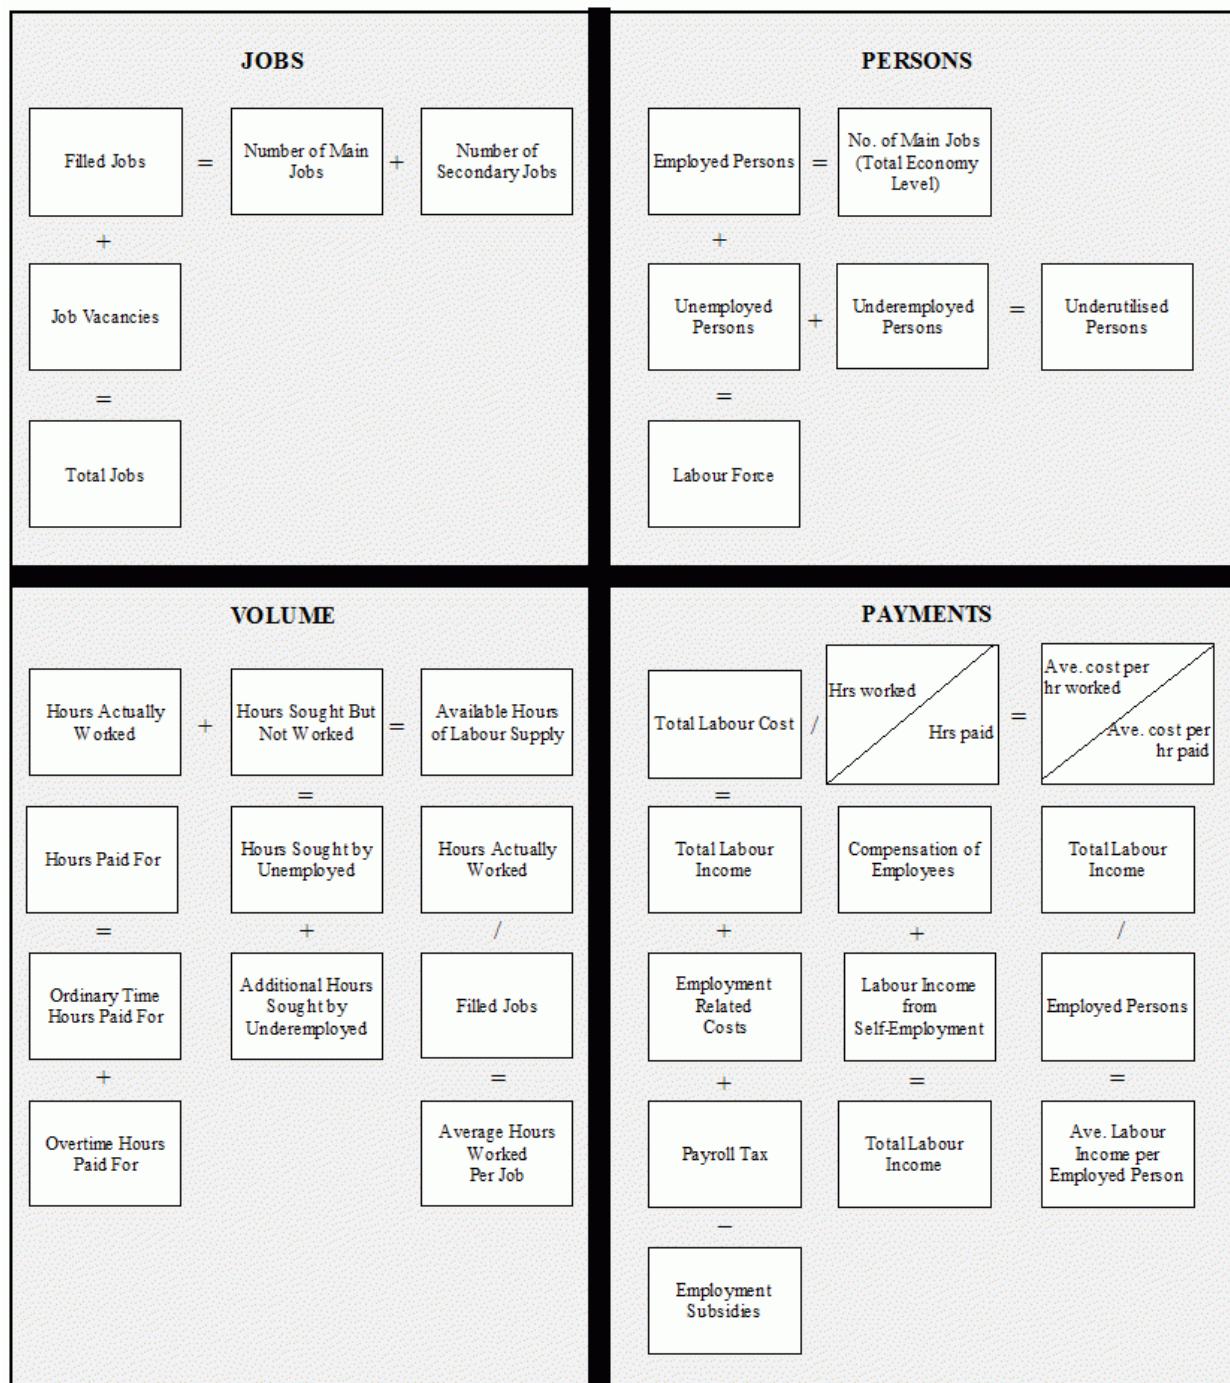 JOBS
Filled Jobs
=
Number of Main
Jobs
+
Number of
Secondary Jobs
+
Job Vacancies
=
Total Jobs
PERSONS
Employed Persons
=
No. of Main Jobs
(Total Economy
Level)
+
Unemployed
Persons
+
Underemployed
Persons
=
Underutilised
Persons
=
Labour Force
VOLUME
Hours Actually
Worked
+
Hours Sought But
Not Worked
=
Available Hours
of Labour Supply
=
Hours Paid For
Hours Sought by
Unemployed
Hours Actually
Worked
=
+
/
Ordinary Time
Hours Paid For
Additional Hours
Sought by
Underemployed
Filled Jobs
+
=
Overtime Hours
Paid For
Average Hours
Worked
Per Job
PAYMENTS
Total Labour Cost
/
Hrs worked
Hrs paid
=
Ave. cost per
hr worked
Ave. cost per
hr paid
=
Total Labour
Income
Compensation of
Employees
Total Labour
Income
+
+
/
Employment
Related
Costs
Labour Income
from
Self-Employment
Employed Persons
+
=
=
Payroll Tax
Total Labour
Income
Ave. Labour
Income per
Employed Person
–
Employment
Subsidies